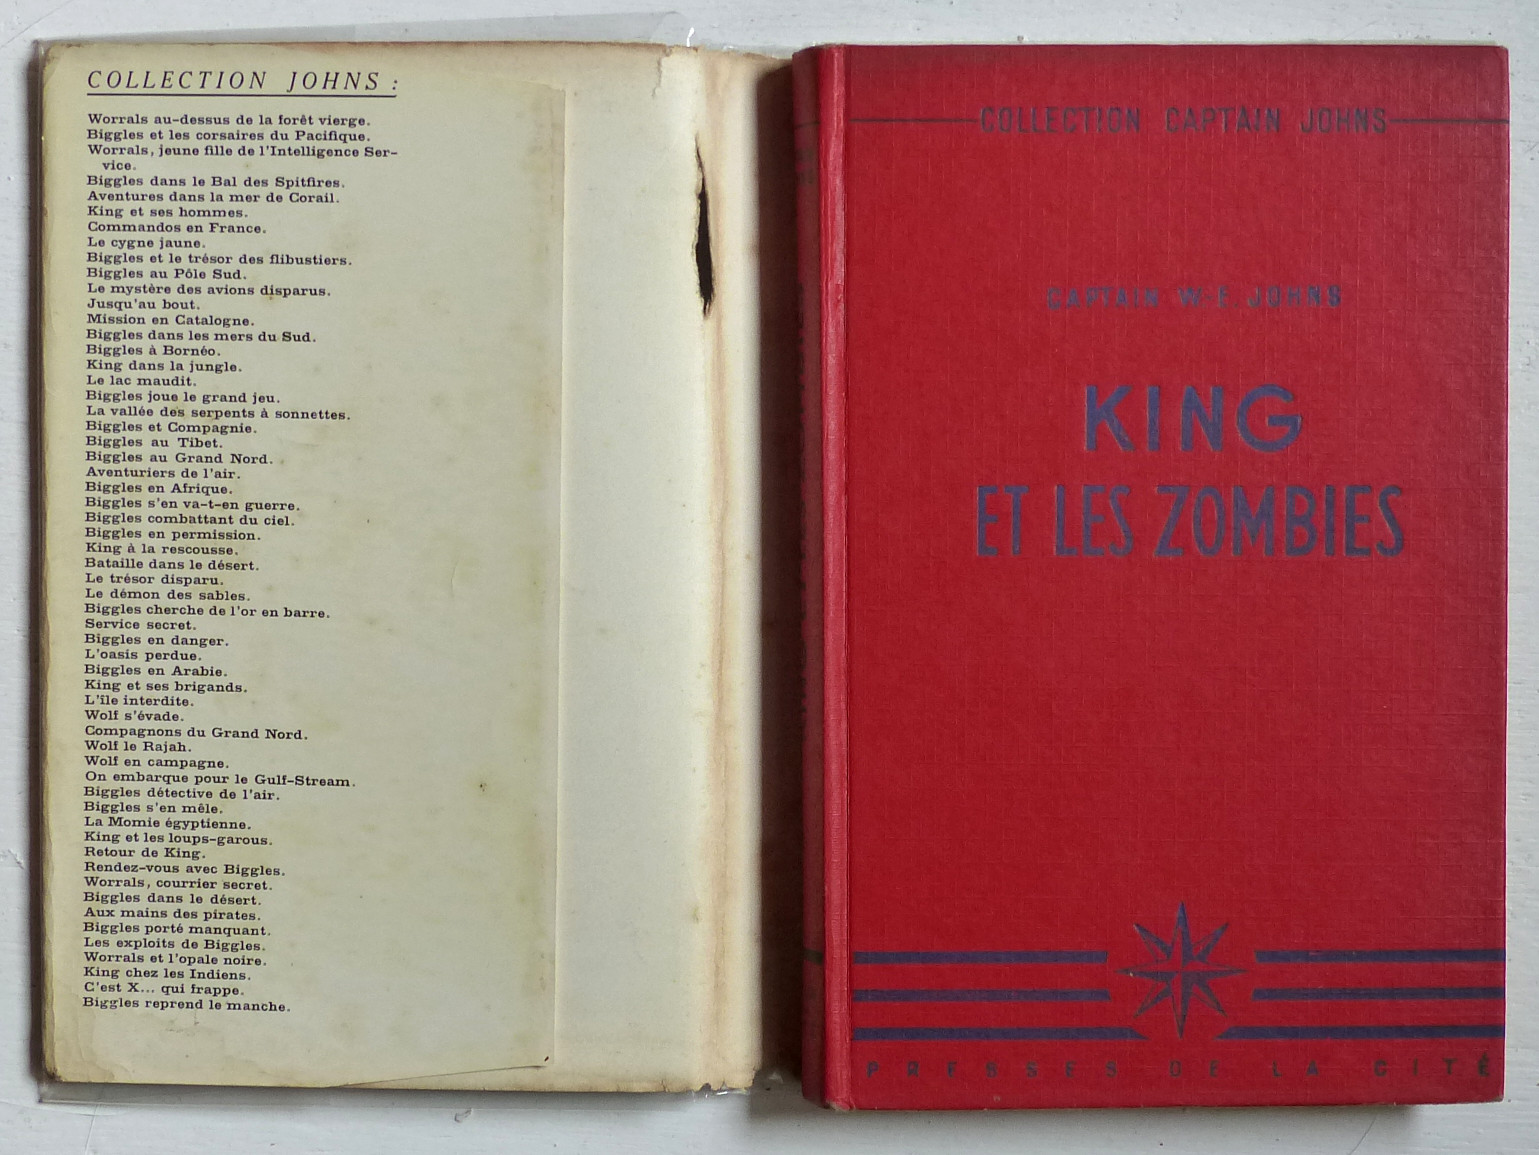 COLLECTION JOHNS :
Worrals au-dessus de la forêt vierge.
Biggles et les corsaires du Pacifique.
Worrals, jeune fille de l'Intelligence Ser-
vice.
Biggles dans le Bal des Spitfires.
Aventures dans la mer de Corail.
King et ses hommes.
Commandos en France.
Le cygne jaune.
Biggles et le trésor des flibustiers.
Biggles au Pôle Sud.
Le mystère des avions disparus.
Jusqu'au bout.
Mission en Catalogne.
Biggles dans les mers du Sud.
Biggles à Bornéo.
King dans la jungle.
Le lac maudit.
Biggles joue le grand jeu.
La vallée des serpents à sonnettes.
Biggles et Compagnie.
Biggles au Tibet.
Biggles au Grand Nord.
Aventuriers de l'air.
Biggles en Afrique.
Biggles s'en va-t-en guerre.
Biggles combattant du ciel.
Biggles en permission.
King à la rescousse.
Bataille dans le désert.
Le trésor disparu.
Le démon des sables.
Biggles cherche de l'or en barre.
Service secret.
Biggles en danger.
L'oasis perdue.
Biggles en Arabie.
King et ses brigands.
L'île interdite.
Wolf s'évade.
Compagnons du Grand Nord.
Wolf le Rajah.
Wolf en campagne.
On embarque pour le Gulf-Stream.
Biggles détective de l'air.
Biggles s'en mêle.
La Momie égyptienne.
King et les loups-garous.
Retour de King.
Rendez-vous avec Biggles.
Worrals, courrier secret.
Biggles dans le désert.
Aux mains des pirates.
Biggles porté manquant.
Les exploits de Biggles.
Worrals et l'opale noire.
King chez les Indiens.
C'est X... qui frappe.
Biggles reprend le manche.
COLLECTION CAPTAIN JOHNS
CAPTAIN W.-E. JOHNS
KING
ET LES ZOMBIES
PRESSES DE LA CITÉ